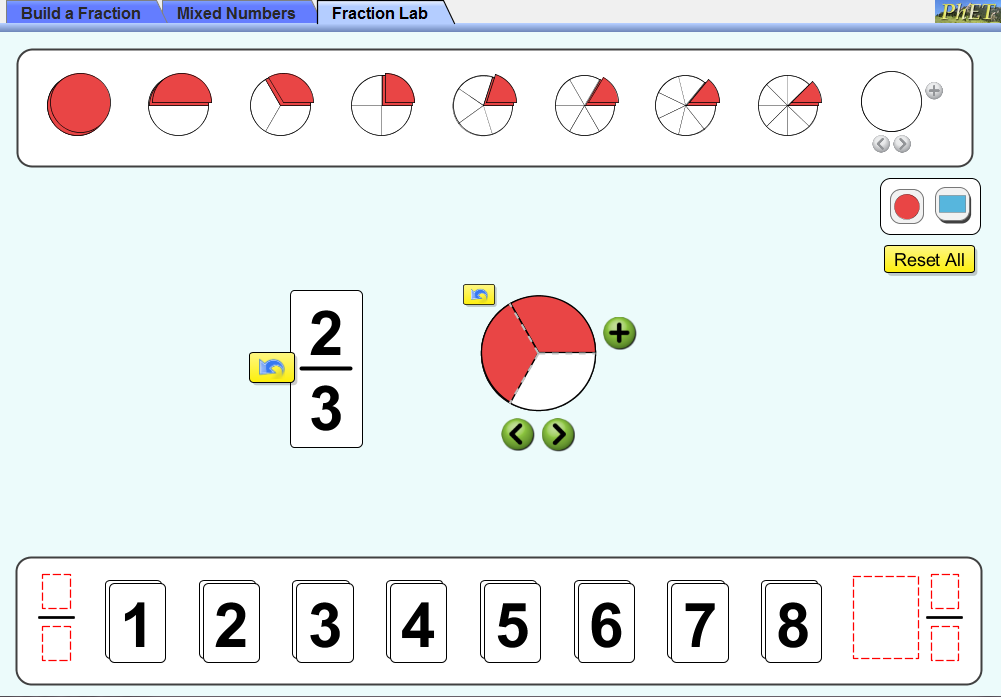 Build a Fraction Mixed Numbers Fraction Lab PhET
Reset All
2
3
1 2 3 4 5 6 7 8